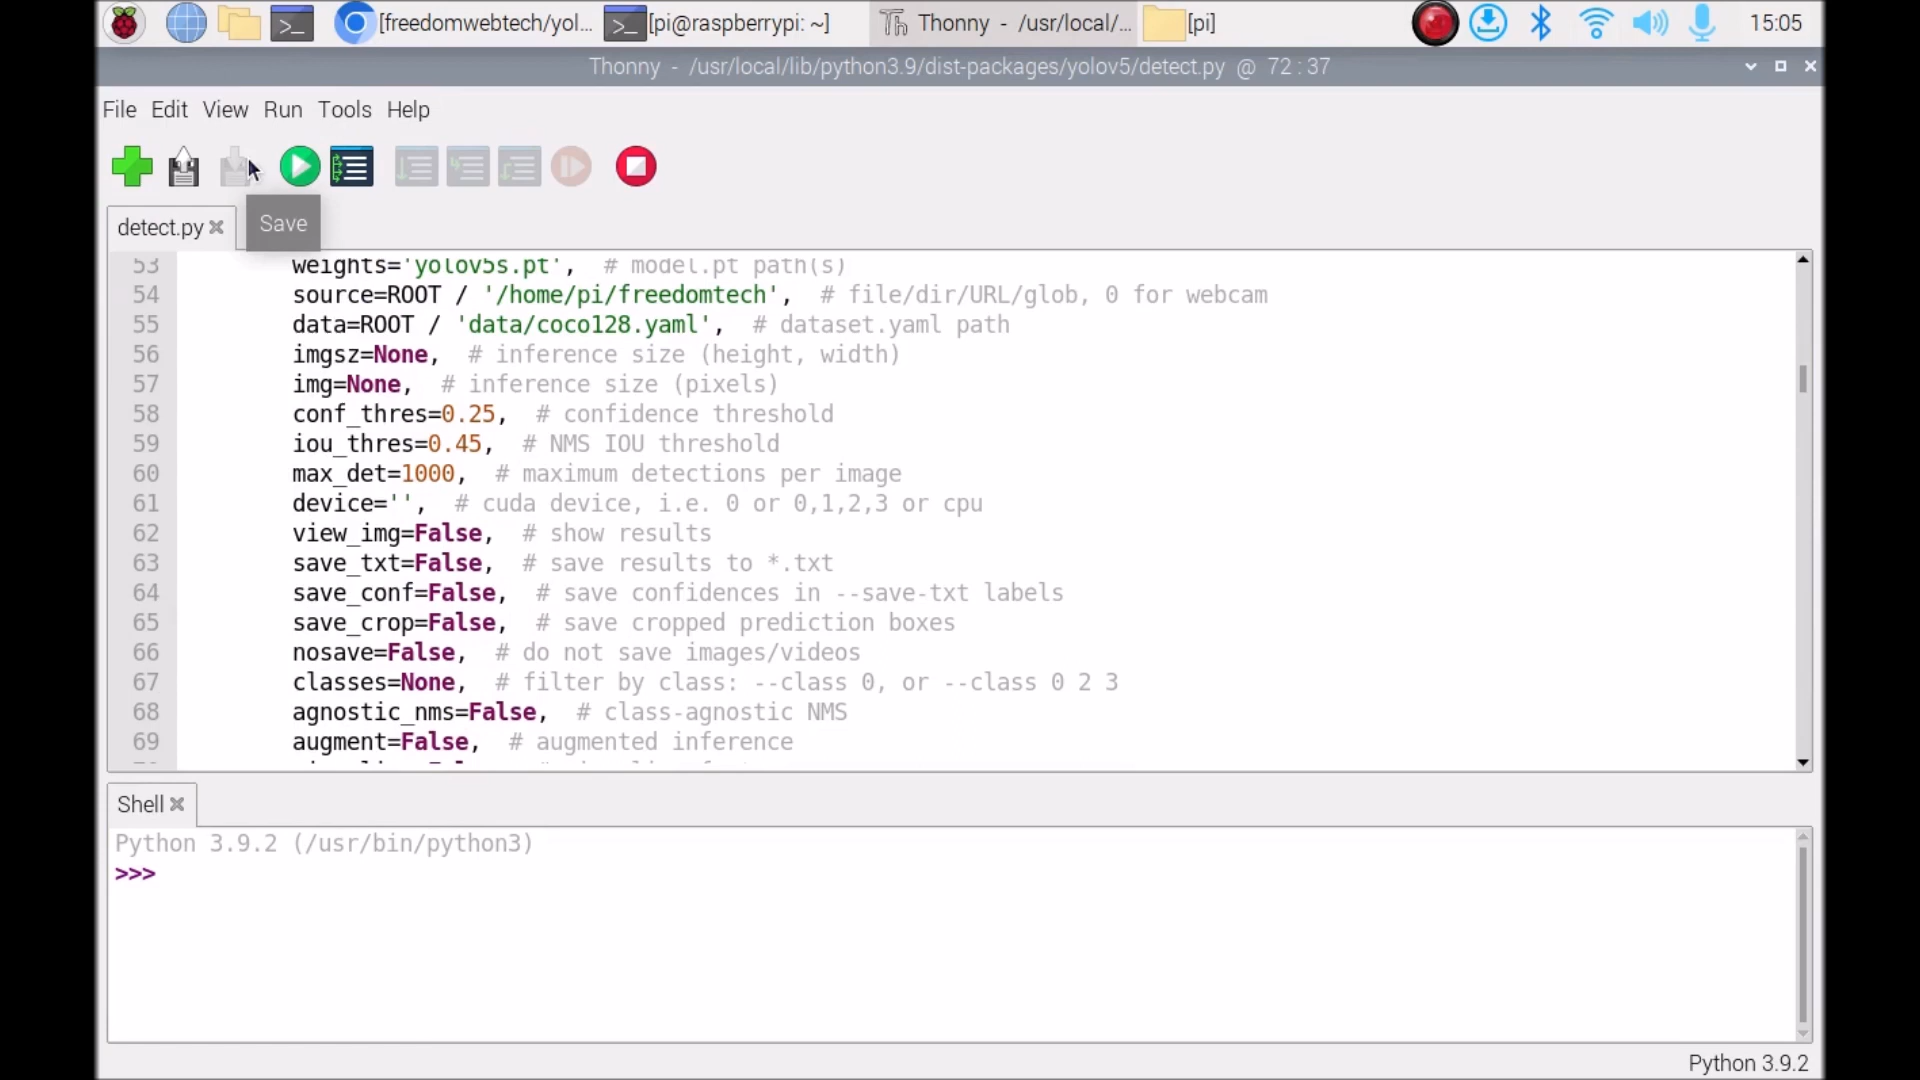 [freedomwebtech/yol... [pi@raspberrypi: ~] Th Thonny - /usr/local/... [pi] 15:05
Thonny - /usr/local/lib/python3.9/dist-packages/yolov5/detect.py @ 72:37
File Edit View Run Tools Help
detect.py
Save
53 weights='yolov5s.pt', # model.pt path(s)
54 source=ROOT / '/home/pi/freedomtech', # file/dir/URL/glob, 0 for webcam
55 data=ROOT / 'data/coco128.yaml', # dataset.yaml path
56 imgsz=None, # inference size (height, width)
57 img=None, # inference size (pixels)
58 conf_thres=0.25, # confidence threshold
59 iou_thres=0.45, # NMS IOU threshold
60 max_det=1000, # maximum detections per image
61 device='', # cuda device, i.e. 0 or 0,1,2,3 or cpu
62 view_img=False, # show results
63 save_txt=False, # save results to *.txt
64 save_conf=False, # save confidences in --save-txt labels
65 save_crop=False, # save cropped prediction boxes
66 nosave=False, # do not save images/videos
67 classes=None, # filter by class: --class 0, or --class 0 2 3
68 agnostic_nms=False, # class-agnostic NMS
69 augment=False, # augmented inference
Shell
Python 3.9.2 (/usr/bin/python3)
>>>
Python 3.9.2